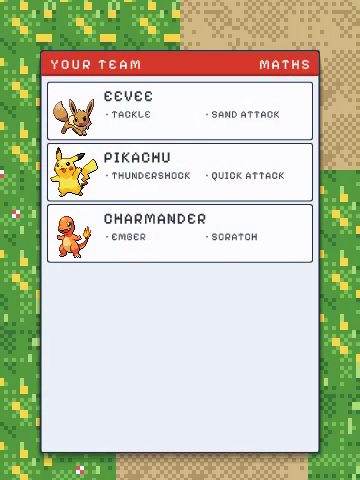 YOUR TEAM MATHS
EEVEE
· TACKLE · SAND ATTACK
PIKACHU
· THUNDERSHOCK · QUICK ATTACK
CHARMANDER
· EMBER · SCRATCH